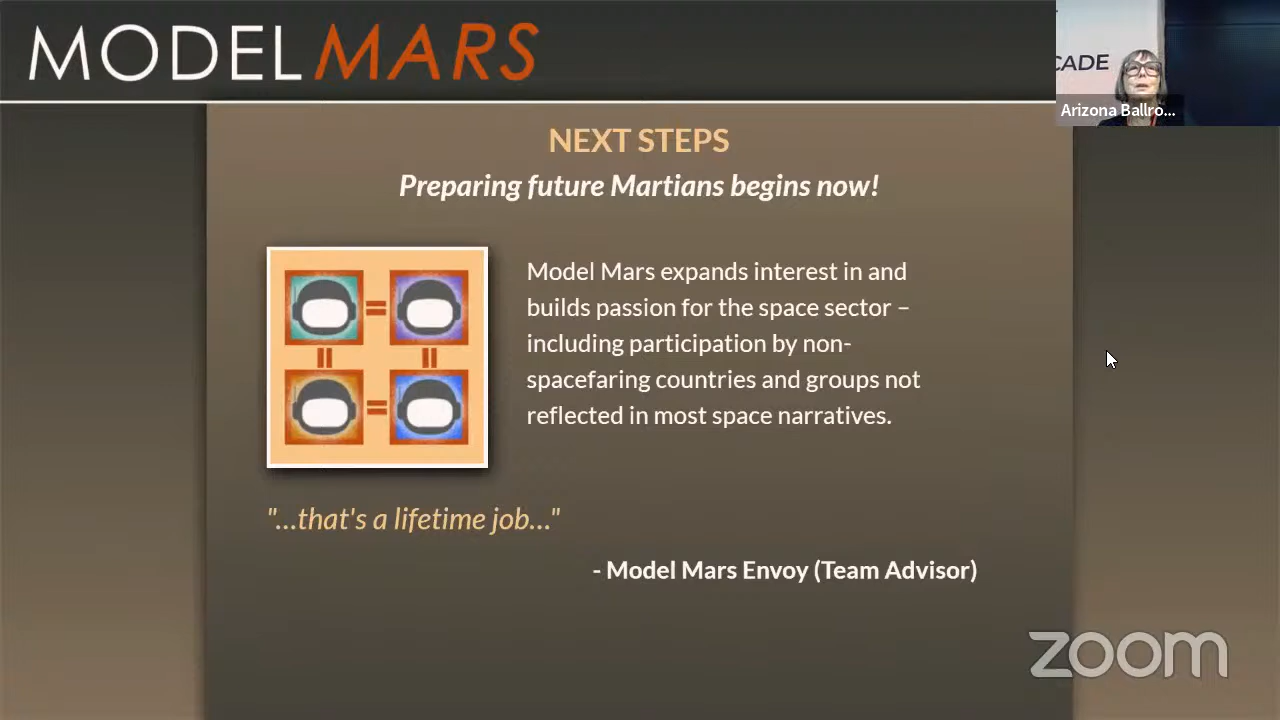 MODEL MARS
CADE
Arizona Ballro...
NEXT STEPS
Preparing future Martians begins now!
Model Mars expands interest in and
builds passion for the space sector –
including participation by non-
spacefaring countries and groups not
reflected in most space narratives.
"...that's a lifetime job..."
- Model Mars Envoy (Team Advisor)
zoom